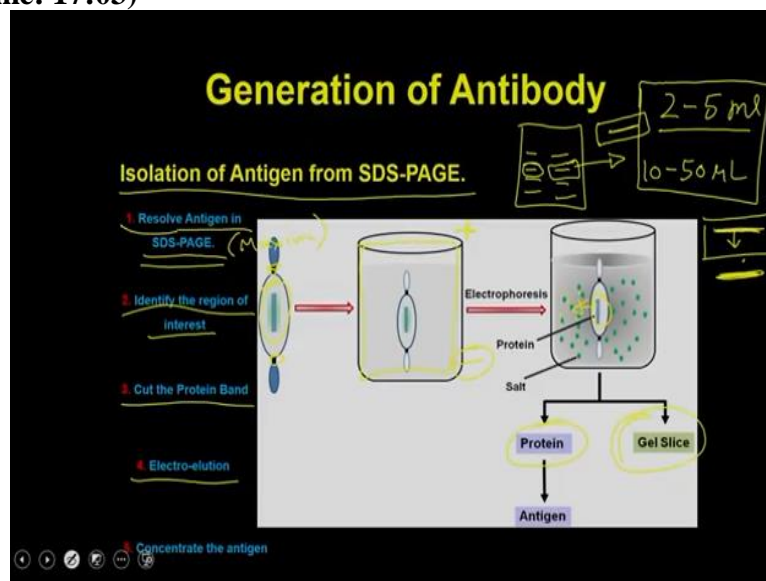 Generation of Antibody
2-5 ml
10-50 ML
Isolation of Antigen from SDS-PAGE.
1. Resolve Antigen in
SDS-PAGE.
2. Identify the region of
interest
3. Cut the Protein Band
4. Electro-elution
5. Concentrate the antigen
+
Electrophoresis
Protein
Salt
Protein
Gel Slice
Antigen